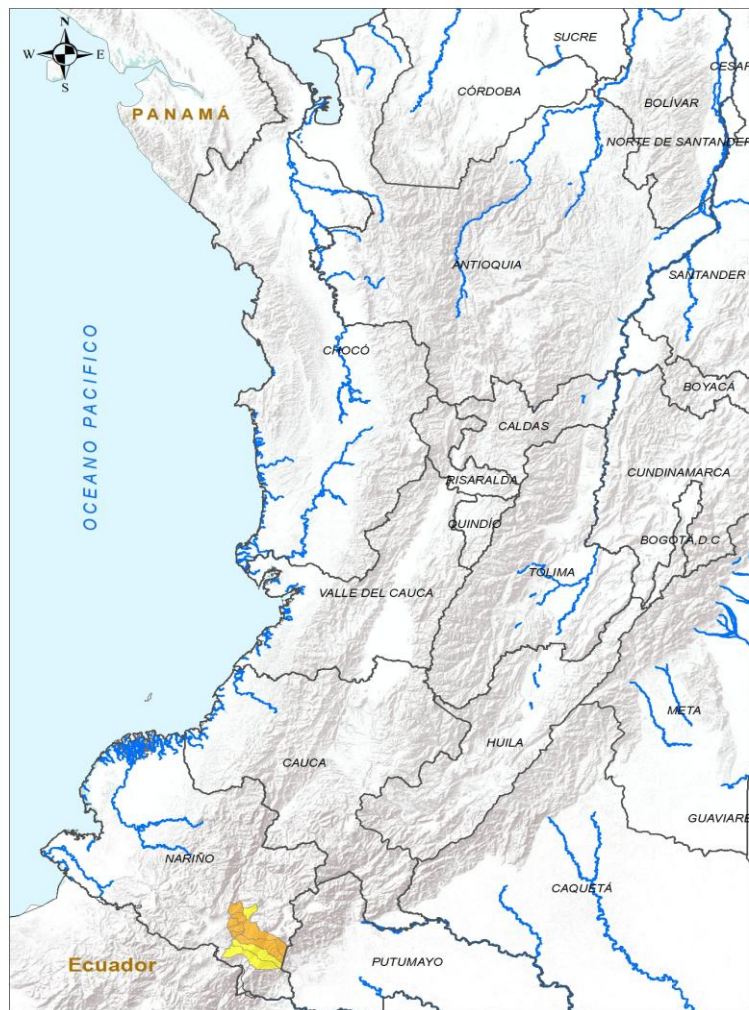 N
W E
S
PANAMÁ
SUCRE
CESAR
CÓRDOBA
BOLÍVAR
NORTE DE SANTANDER
ANTIOQUIA
SANTANDER
OCEANO PACIFICO
CHOCÓ
BOYACÁ
CALDAS
CUNDINAMARCA
RISARALDA
QUINDÍO
BOGOTÁ, D.C
TOLIMA
VALLE DEL CAUCA
META
HUILA
CAUCA
GUAVIARE
NARIÑO
CAQUETÁ
Ecuador
PUTUMAYO